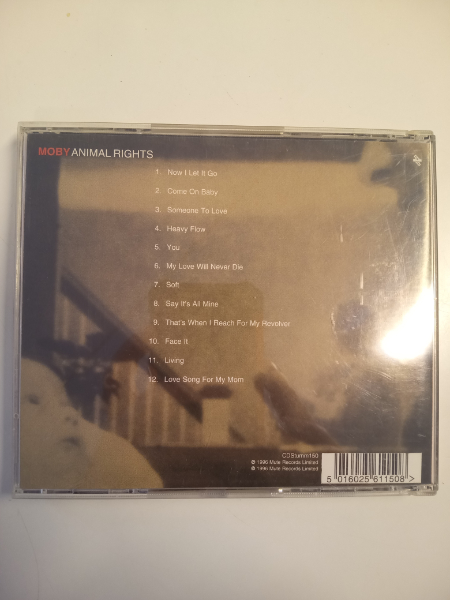 MOBY ANIMAL RIGHTS
1. Now I Let It Go
2. Come On Baby
3. Someone To Love
4. Heavy Flow
5. You
6. My Love Will Never Die
7. Soft
8. Say It's All Mine
9. That's When I Reach For My Revolver
10. Face It
11. Living
12. Love Song For My Mom
CDStumm150
℗ 1996 Mute Records Limited
© 1996 Mute Records Limited
5 016025 611508 >